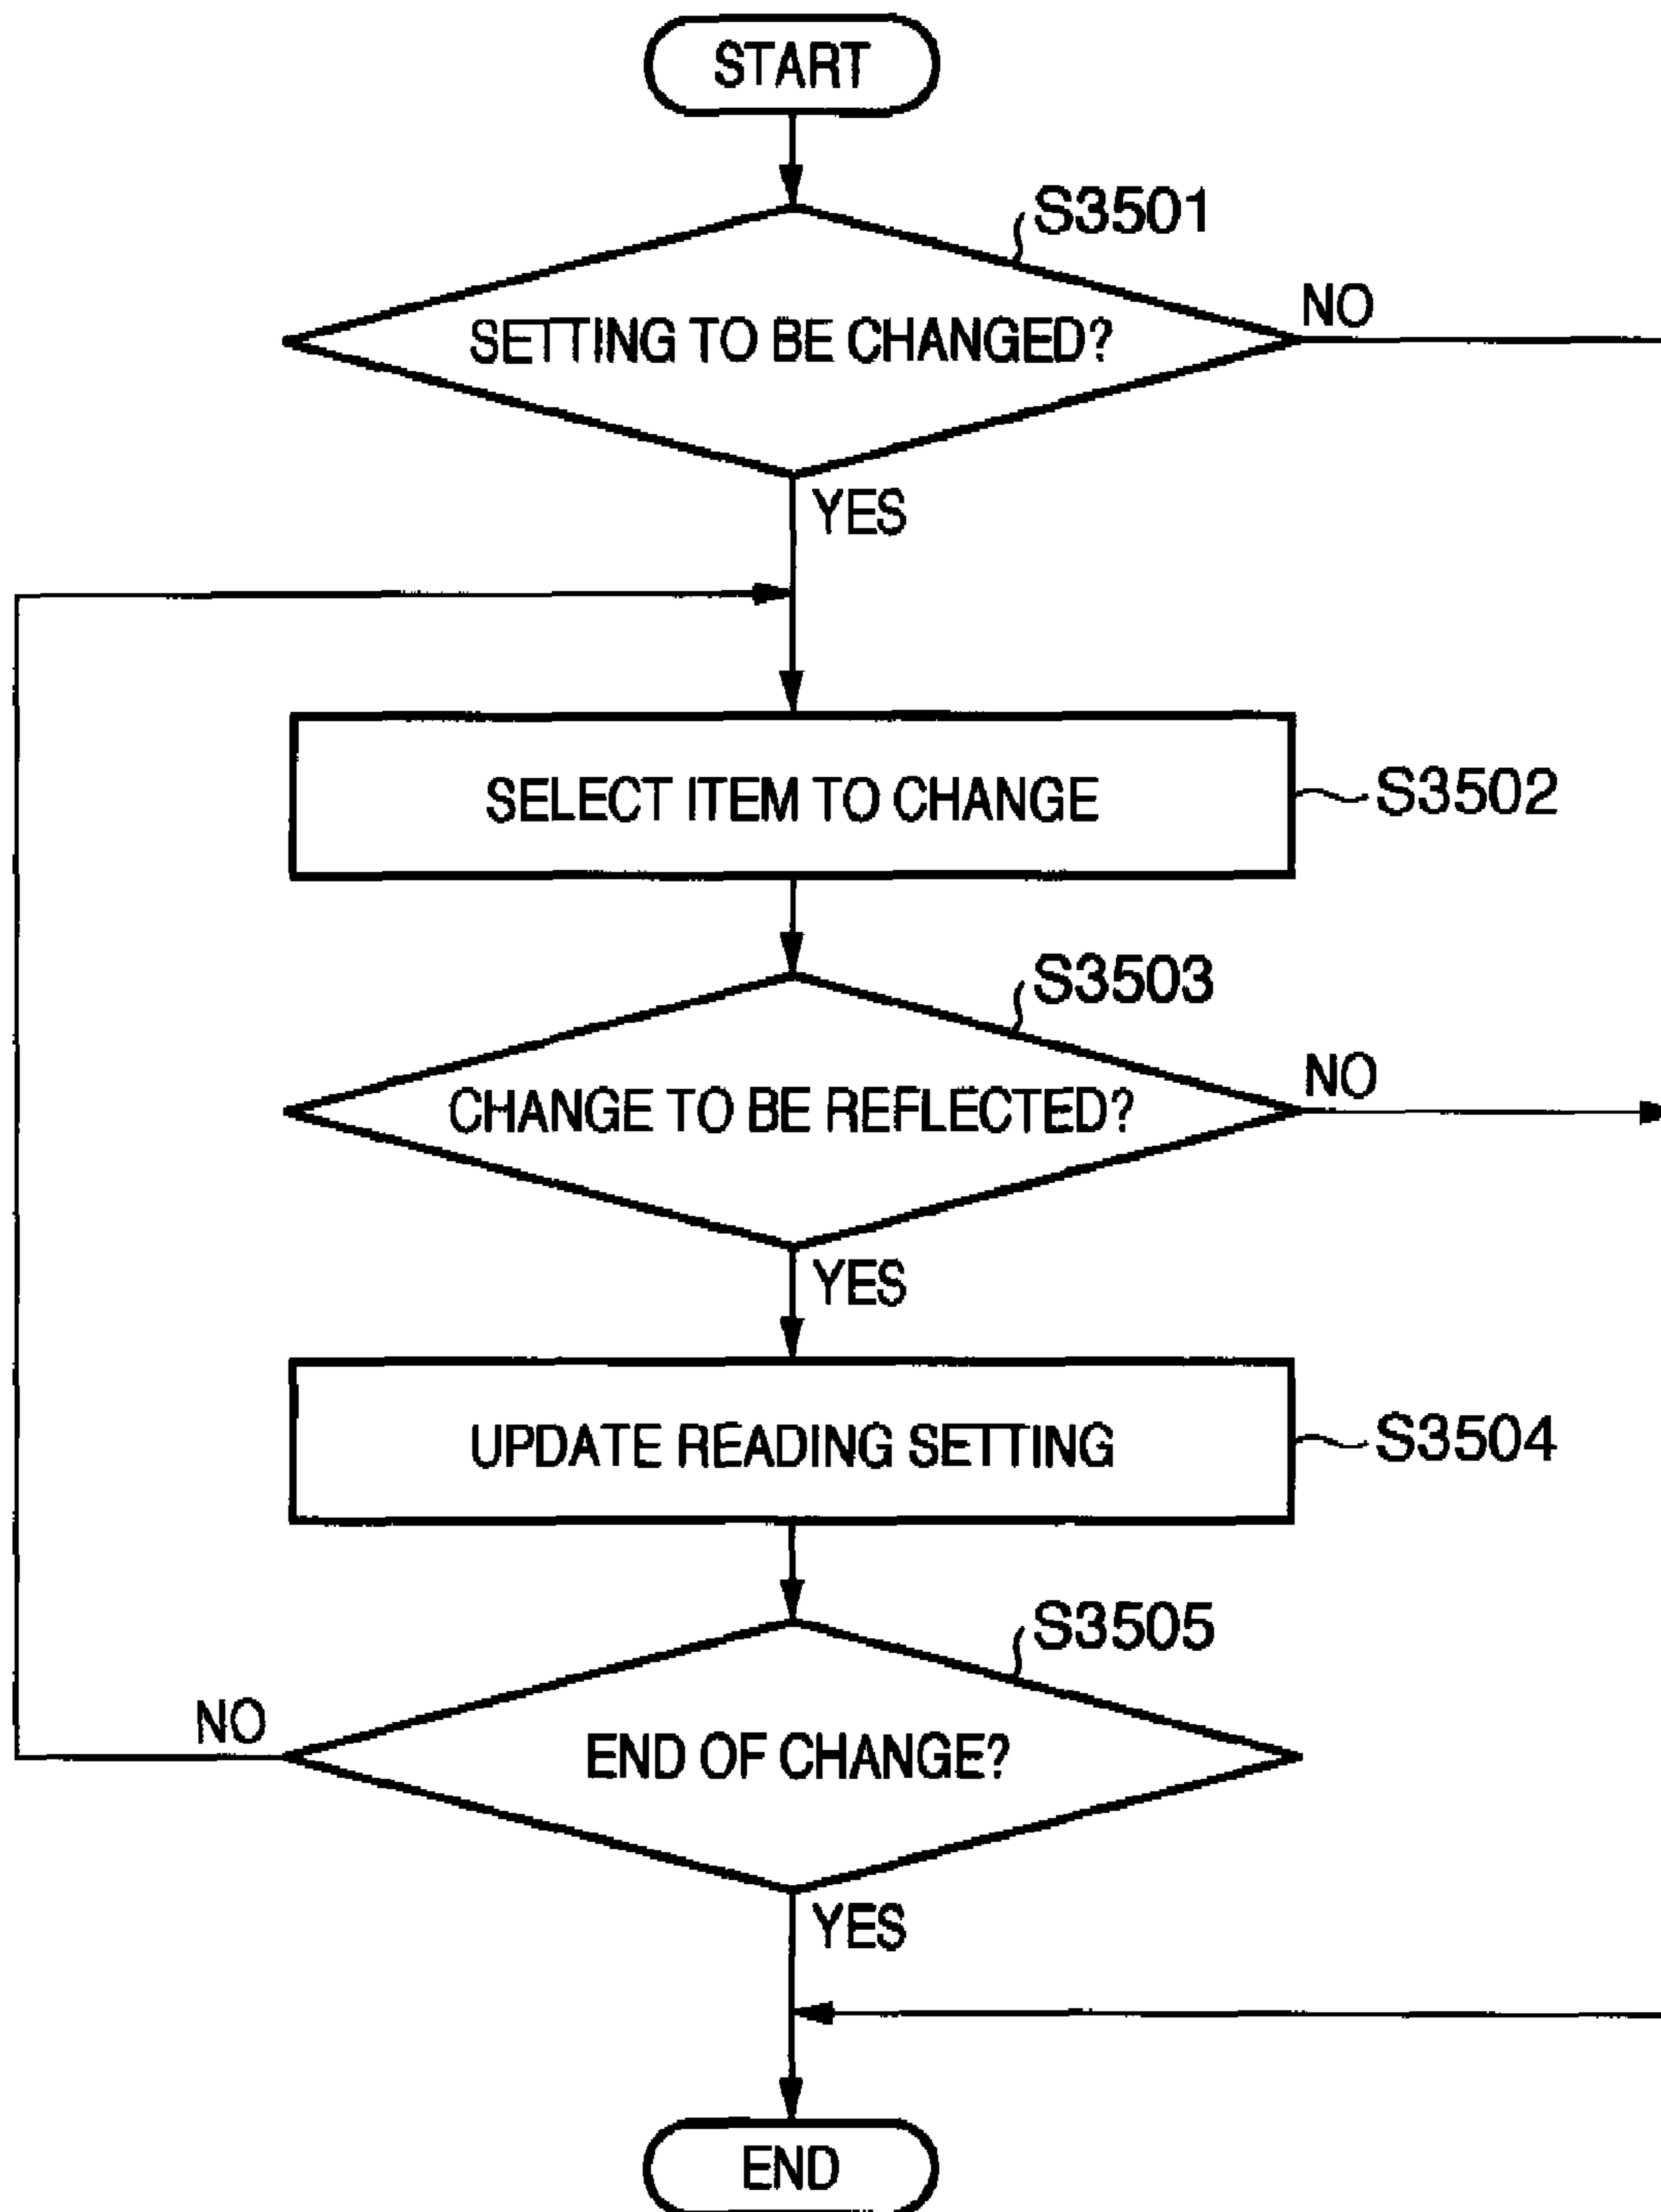 START
S3501
SETTING TO BE CHANGED?
NO
YES
SELECT ITEM TO CHANGE
S3502
S3503
CHANGE TO BE REFLECTED?
NO
YES
UPDATE READING SETTING
S3504
S3505
NO
END OF CHANGE?
YES
END